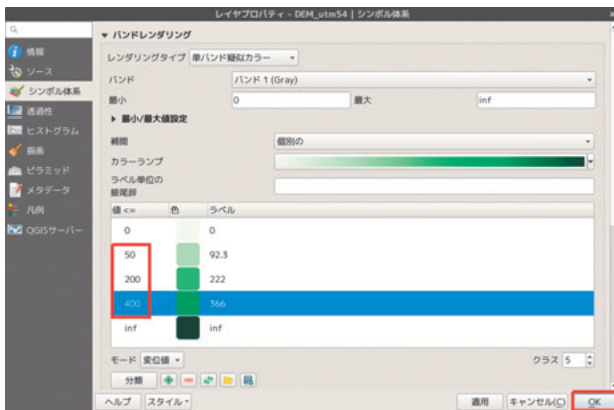 レイヤプロパティ - DEM_utm54 | シンボル体系
情報
ソース
シンボル体系
透過性
ヒストグラム
描画
ピラミッド
メタデータ
凡例
QGISサーバー
▼ バンドレンダリング
レンダリングタイプ 単バンド疑似カラー
バンド バンド 1 (Gray)
最小 0 最大 inf
▶ 最小/最大値設定
補間 個別の
カラーランプ
ラベル単位の
接尾辞
値 <= 色 ラベル
0 0
50 92.3
200 222
400 366
inf inf
モード 変位値 クラス 5
分類
ヘルプ スタイル 適用 キャンセル(C) OK